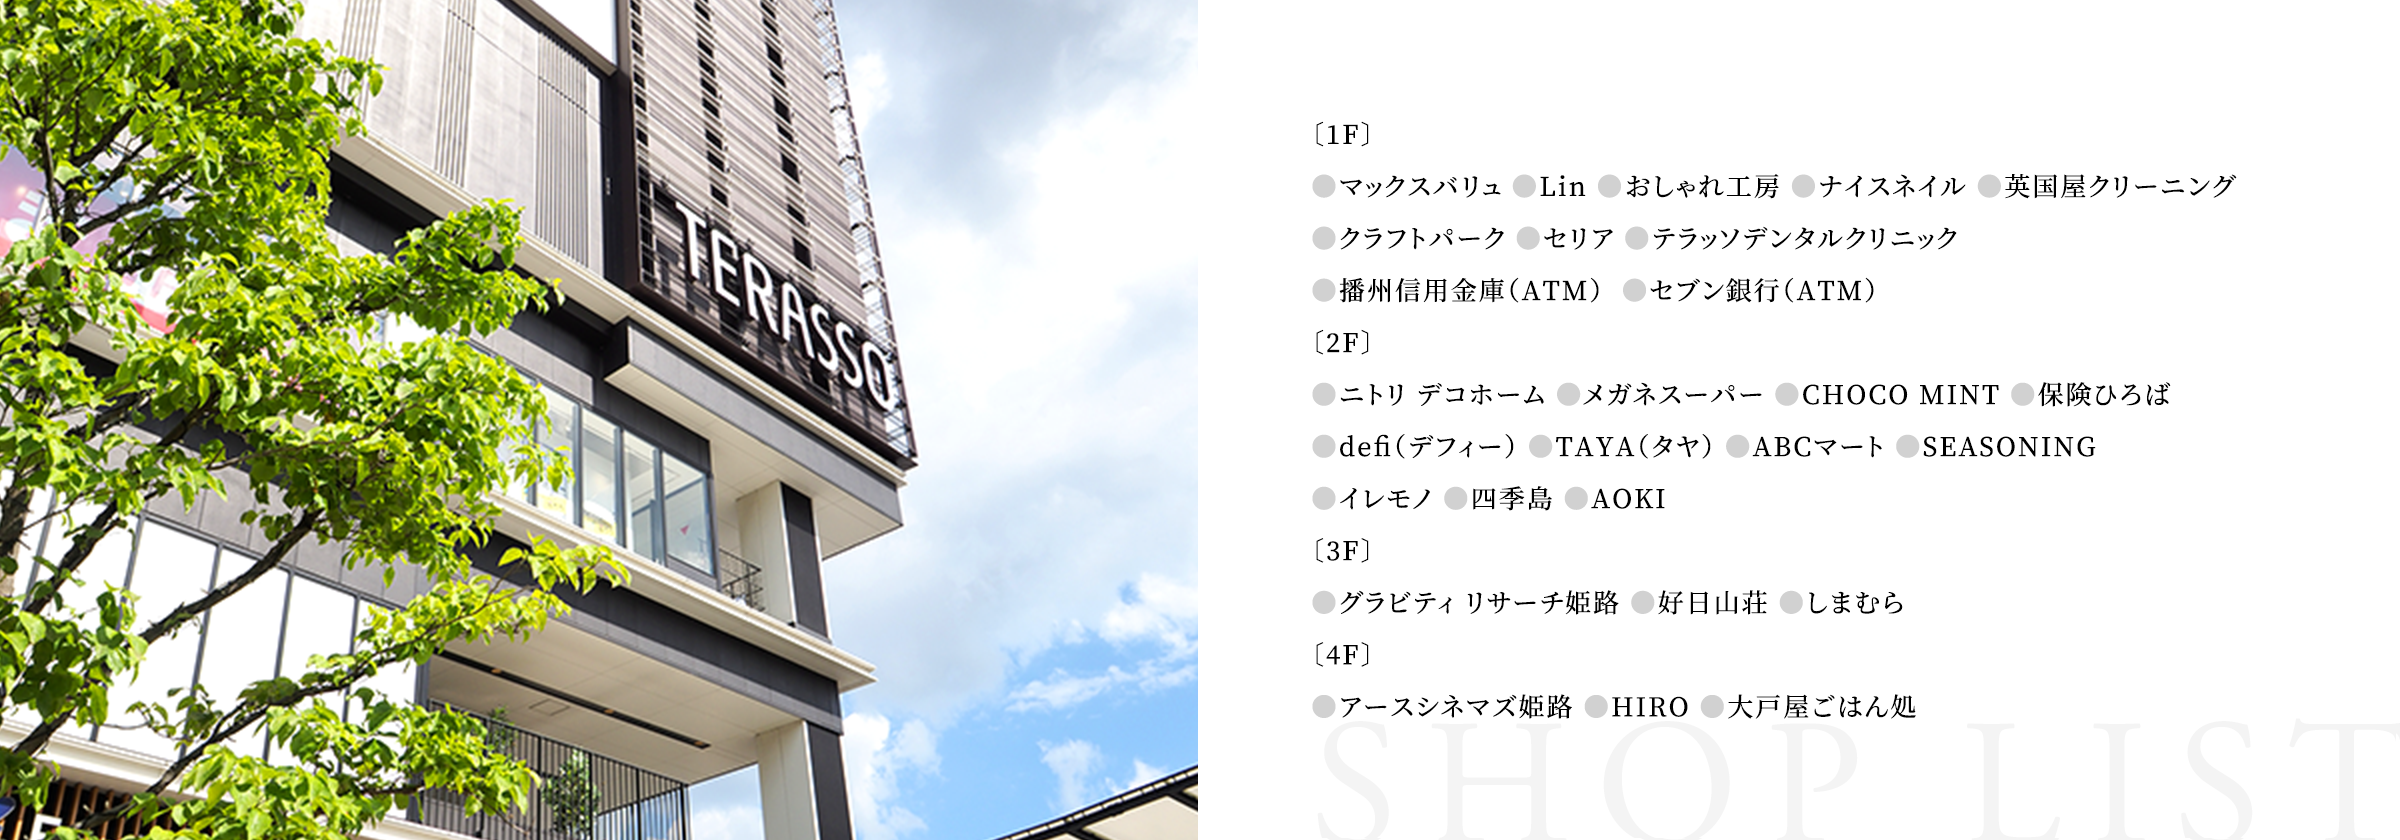 TERASSO
〔1F〕
●マックスバリュ ●Lin ●おしゃれ工房 ●ナイスネイル ●英国屋クリーニング
●クラフトパーク ●セリア ●テラッソデンタルクリニック
●播州信用金庫（ATM） ●セブン銀行（ATM）
〔2F〕
●ニトリ デコホーム ●メガネスーパー ●CHOCO MINT ●保険ひろば
●defi（デフィー） ●TAYA（タヤ） ●ABCマート ●SEASONING
●イレモノ ●四季島 ●AOKI
〔3F〕
●グラビティ リサーチ姫路 ●好日山荘 ●しまむら
〔4F〕
●アースシネマズ姫路 ●HIRO ●大戸屋ごはん処
SHOP LIST